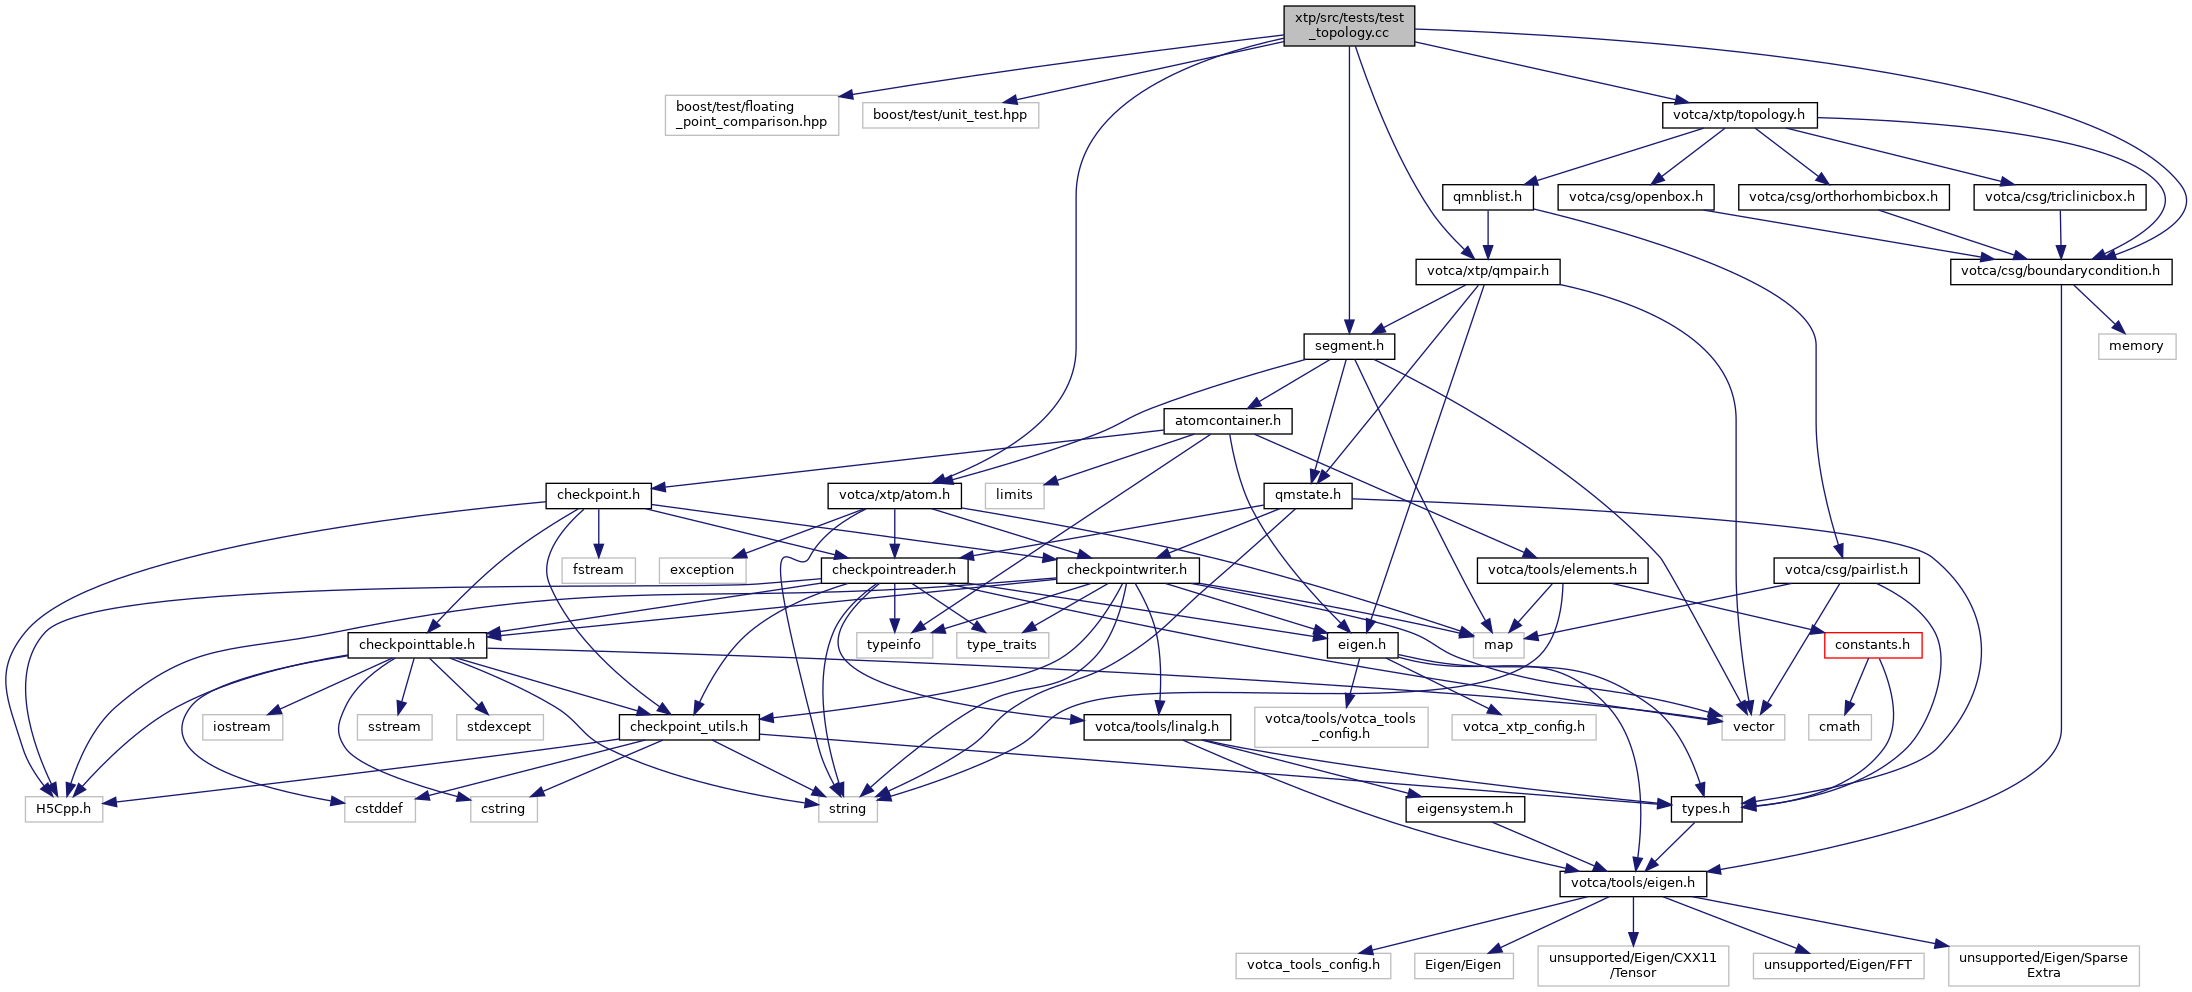 xtp/src/tests/test
_topology.cc
boost/test/floating
_point_comparison.hpp
boost/test/unit_test.hpp
votca/xtp/topology.h
qmnblist.h
votca/csg/openbox.h
votca/csg/orthorhombicbox.h
votca/csg/triclinicbox.h
votca/xtp/qmpair.h
votca/csg/boundarycondition.h
segment.h
memory
atomcontainer.h
checkpoint.h
votca/xtp/atom.h
limits
qmstate.h
fstream
exception
checkpointreader.h
checkpointwriter.h
votca/tools/elements.h
votca/csg/pairlist.h
checkpointtable.h
typeinfo
type_traits
eigen.h
map
constants.h
iostream
sstream
stdexcept
checkpoint_utils.h
votca/tools/linalg.h
votca/tools/votca_tools
_config.h
votca_xtp_config.h
vector
cmath
H5Cpp.h
cstddef
cstring
string
eigensystem.h
types.h
votca/tools/eigen.h
votca_tools_config.h
Eigen/Eigen
unsupported/Eigen/CXX11
/Tensor
unsupported/Eigen/FFT
unsupported/Eigen/Sparse
Extra